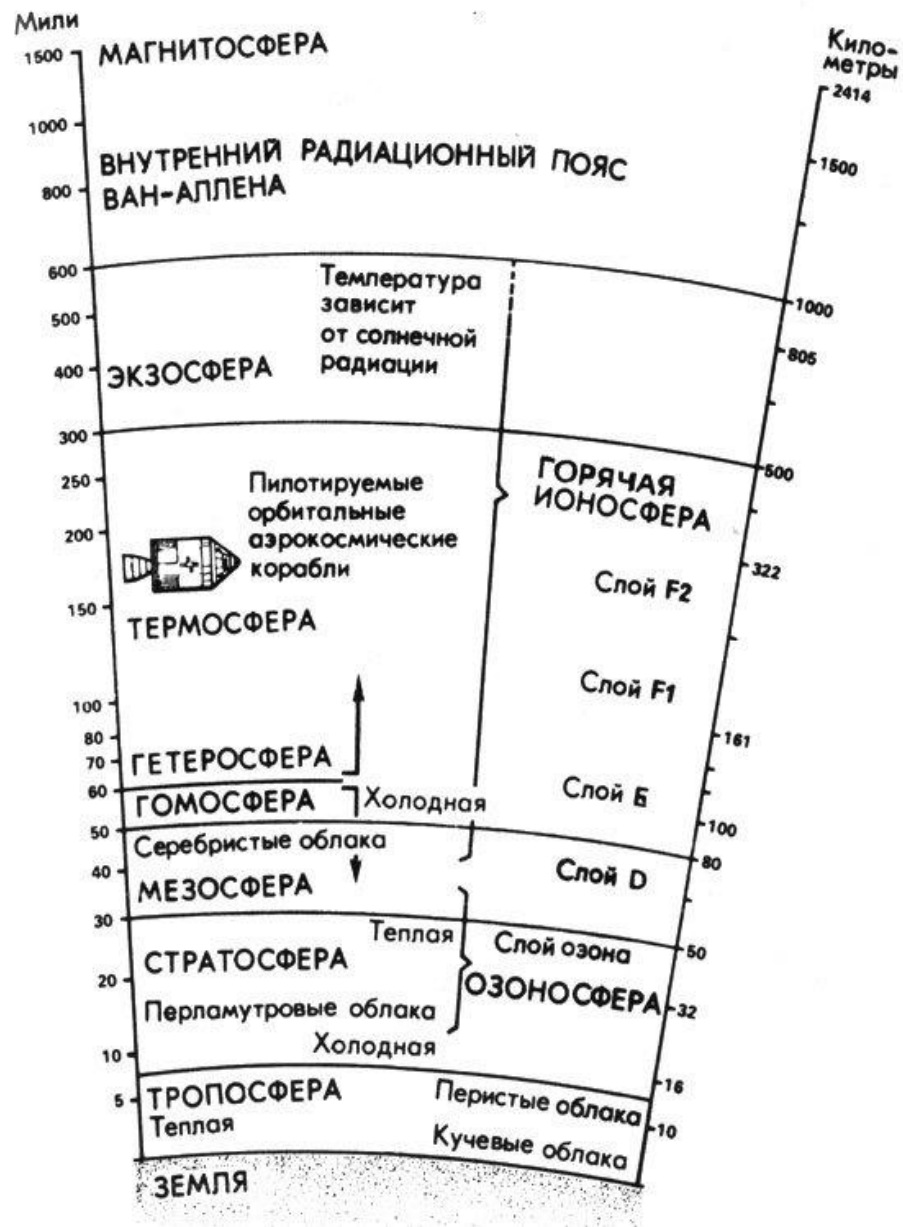 Мили
1500
МАГНИТОСФЕРА
Кило-
метры
2414
1000
ВНУТРЕННИЙ РАДИАЦИОННЫЙ ПОЯС
ВАН-АЛЛЕНА
1500
800
600
Температура
зависит
от солнечной
радиации
1000
500
805
400
ЭКЗОСФЕРА
300
500
250
Пилотируемые
орбитальные
аэрокосмические
корабли
ГОРЯЧАЯ
ИОНОСФЕРА
200
322
Слой F2
150
ТЕРМОСФЕРА
Слой F1
100
161
80
70
ГЕТЕРОСФЕРА
60
ГОМОСФЕРА
Холодная
Слой Б
100
50
Серебристые облака
80
40
МЕЗОСФЕРА
Слой D
30
Теплая
Слой озона
50
СТРАТОСФЕРА
20
ОЗОНОСФЕРА
32
Перламутровые облака
Холодная
10
16
5
ТРОПОСФЕРА
Перистые облака
10
Теплая
Кучевые облака
ЗЕМЛЯ